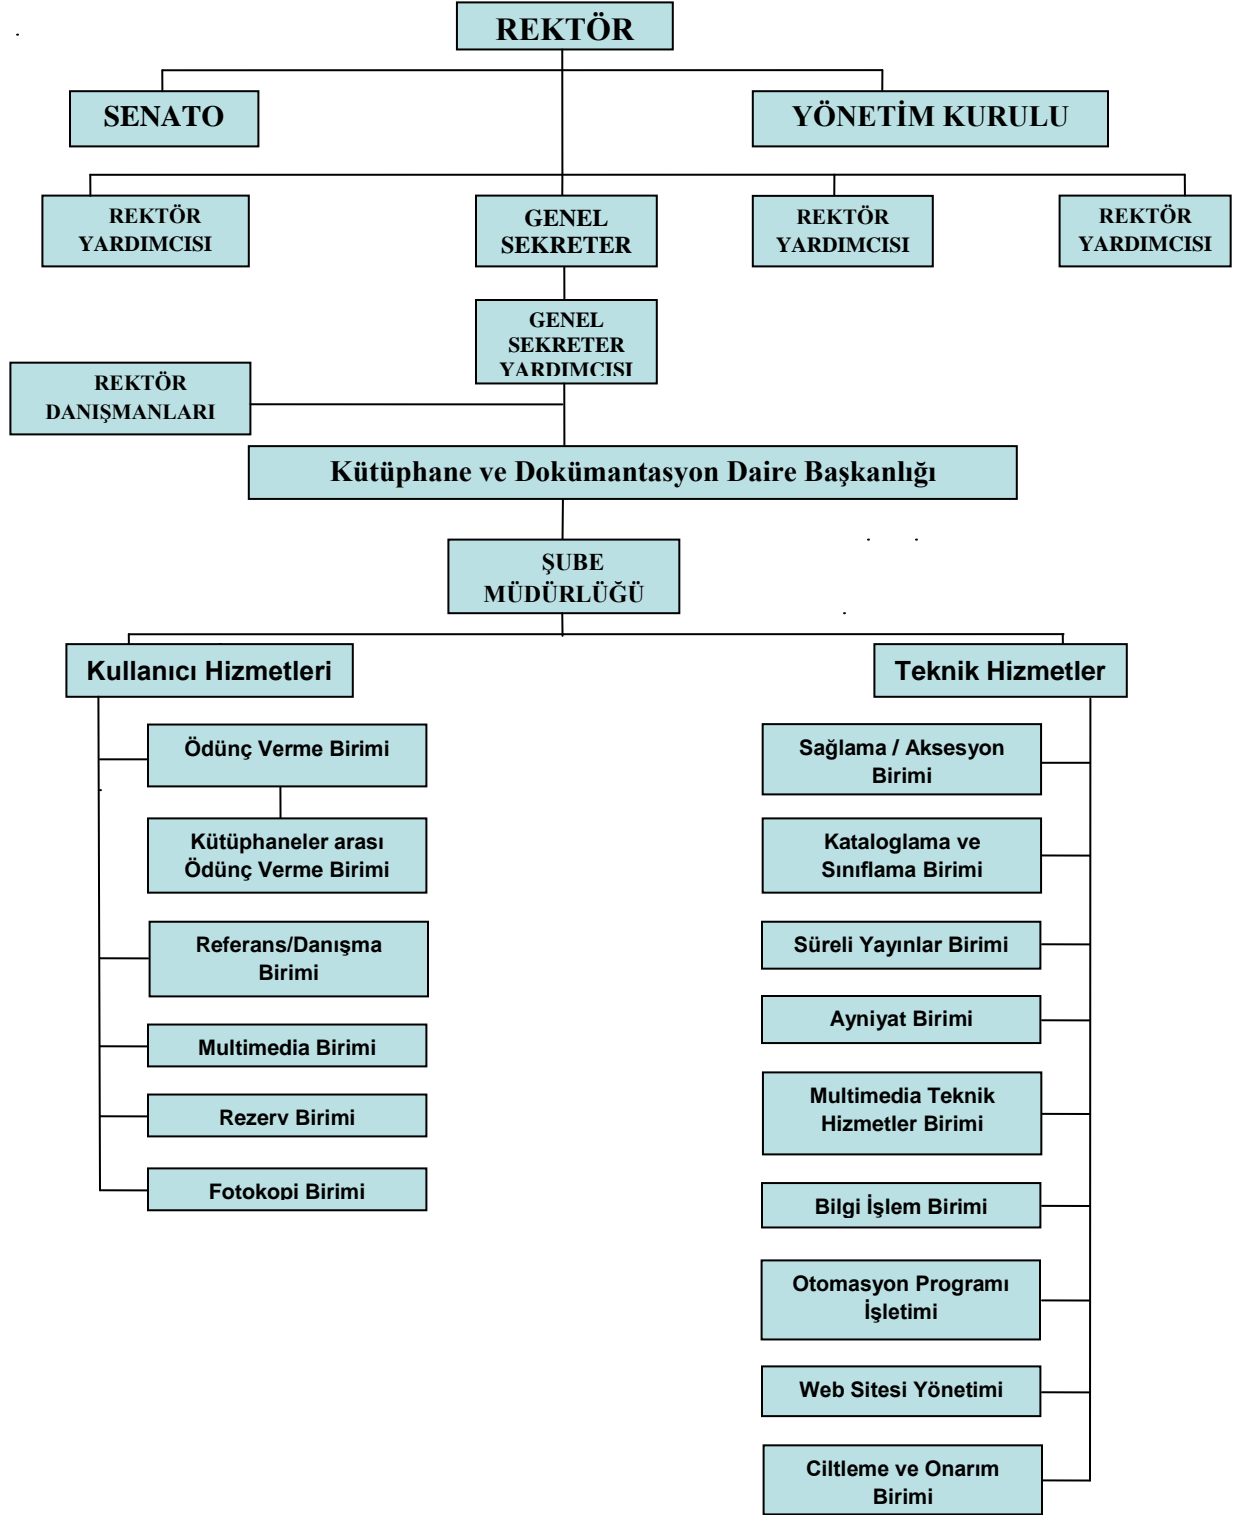 REKTÖR
SENATO
YÖNETİM KURULU
REKTÖR
YARDIMCISI
GENEL
SEKRETER
REKTÖR
YARDIMCISI
REKTÖR
YARDIMCISI
GENEL
SEKRETER
YARDIMCISI
REKTÖR
DANIŞMANLARI
Kütüphane ve Dokümantasyon Daire Başkanlığı
ŞUBE
MÜDÜRLÜĞÜ
Kullanıcı Hizmetleri
Ödünç Verme Birimi
Kütüphaneler arası
Ödünç Verme Birimi
Referans/Danışma
Birimi
Multimedia Birimi
Rezerv Birimi
Fotokopi Birimi
Teknik Hizmetler
Sağlama / Aksesyon
Birimi
Kataloglama ve
Sınıflama Birimi
Süreli Yayınlar Birimi
Ayniyat Birimi
Multimedia Teknik
Hizmetler Birimi
Bilgi İşlem Birimi
Otomasyon Programı
İşletimi
Web Sitesi Yönetimi
Ciltleme ve Onarım
Birimi